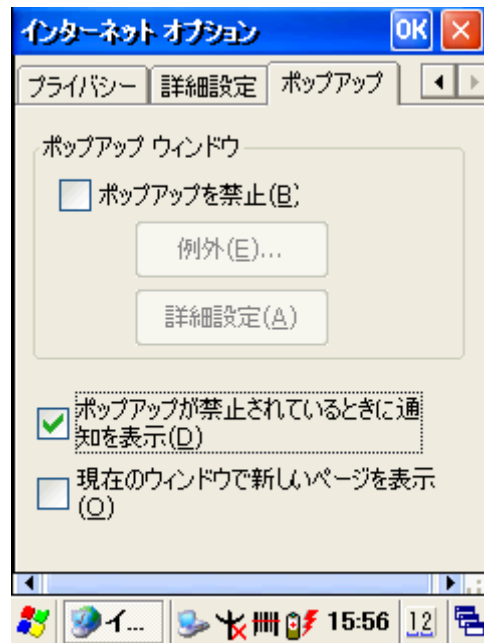 インターネット オプション OK
プライバシー 詳細設定 ポップアップ
ポップアップ ウィンドウ
ポップアップを禁止(B)
例外(E)...
詳細設定(A)
ポップアップが禁止されているときに通
知を表示(D)
現在のウィンドウで新しいページを表示
(O)
イ... 15:56 12